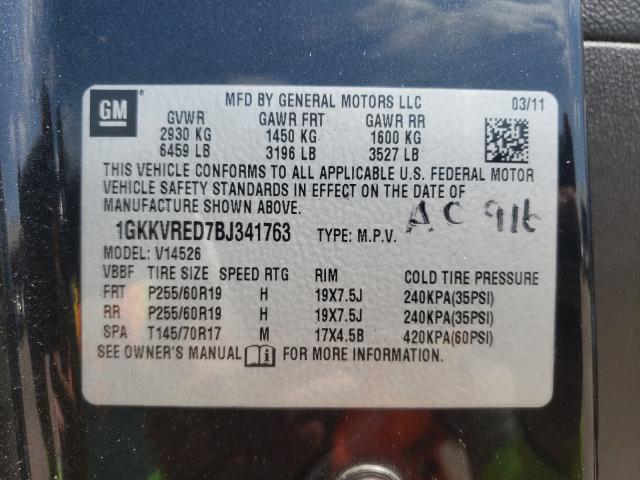 GM
MFD BY GENERAL MOTORS LLC 03/11
GVWR GAWR FRT GAWR RR
2930 KG 1450 KG 1600 KG
6459 LB 3196 LB 3527 LB
THIS VEHICLE CONFORMS TO ALL APPLICABLE U.S. FEDERAL MOTOR
VEHICLE SAFETY STANDARDS IN EFFECT ON THE DATE OF
MANUFACTURE SHOWN ABOVE.
A.C 916
1GKKVRED7BJ341763 TYPE: M.P.V.
MODEL: V14526
VBBF TIRE SIZE SPEED RTG RIM COLD TIRE PRESSURE
FRT P255/60R19 H 19X7.5J 240KPA(35PSI)
RR P255/60R19 H 19X7.5J 240KPA(35PSI)
SPA T145/70R17 M 17X4.5B 420KPA(60PSI)
SEE OWNER'S MANUAL FOR MORE INFORMATION.